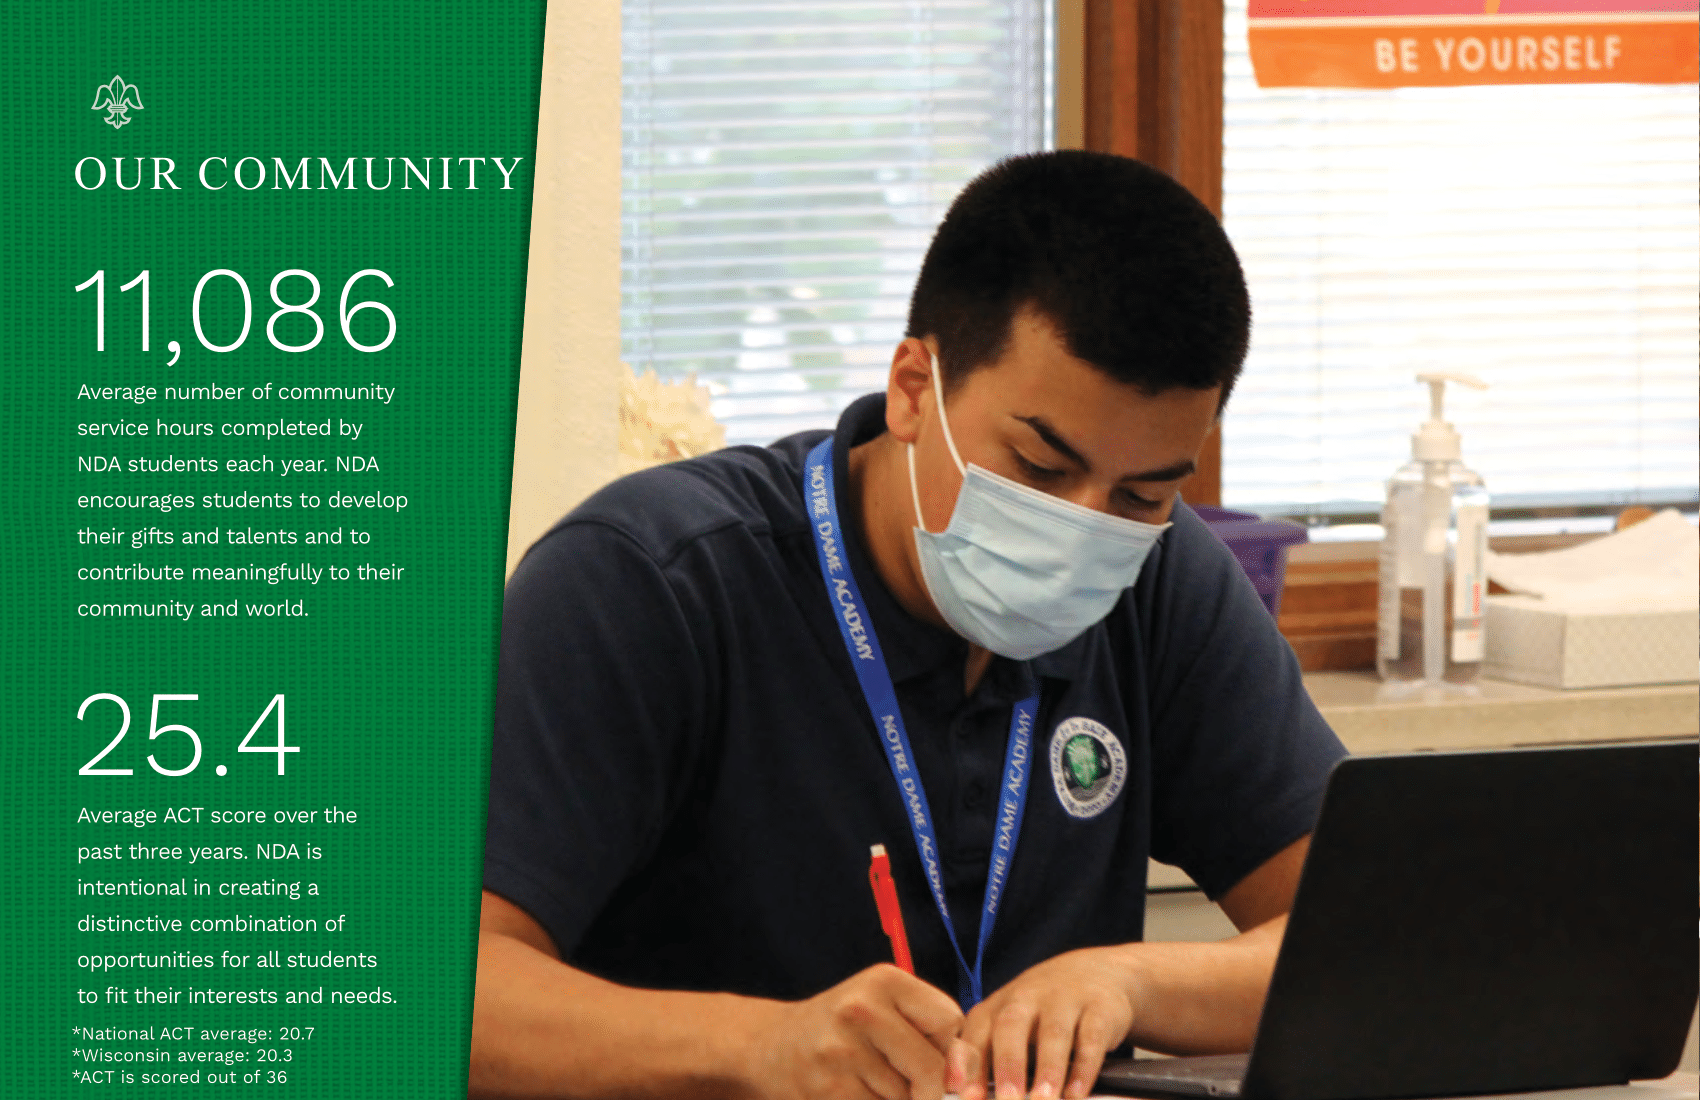 OUR COMMUNITY
11,086
Average number of community
service hours completed by
NDA students each year. NDA
encourages students to develop
their gifts and talents and to
contribute meaningfully to their
community and world.
25.4
Average ACT score over the
past three years. NDA is
intentional in creating a
distinctive combination of
opportunities for all students
to fit their interests and needs.
*National ACT average: 20.7
*Wisconsin average: 20.3
*ACT is scored out of 36
BE YOURSELF
NOTRE DAME ACADEMY
NOTRE DAME ACADEMY
NOTRE DAME ACADEMY
ACADEMY